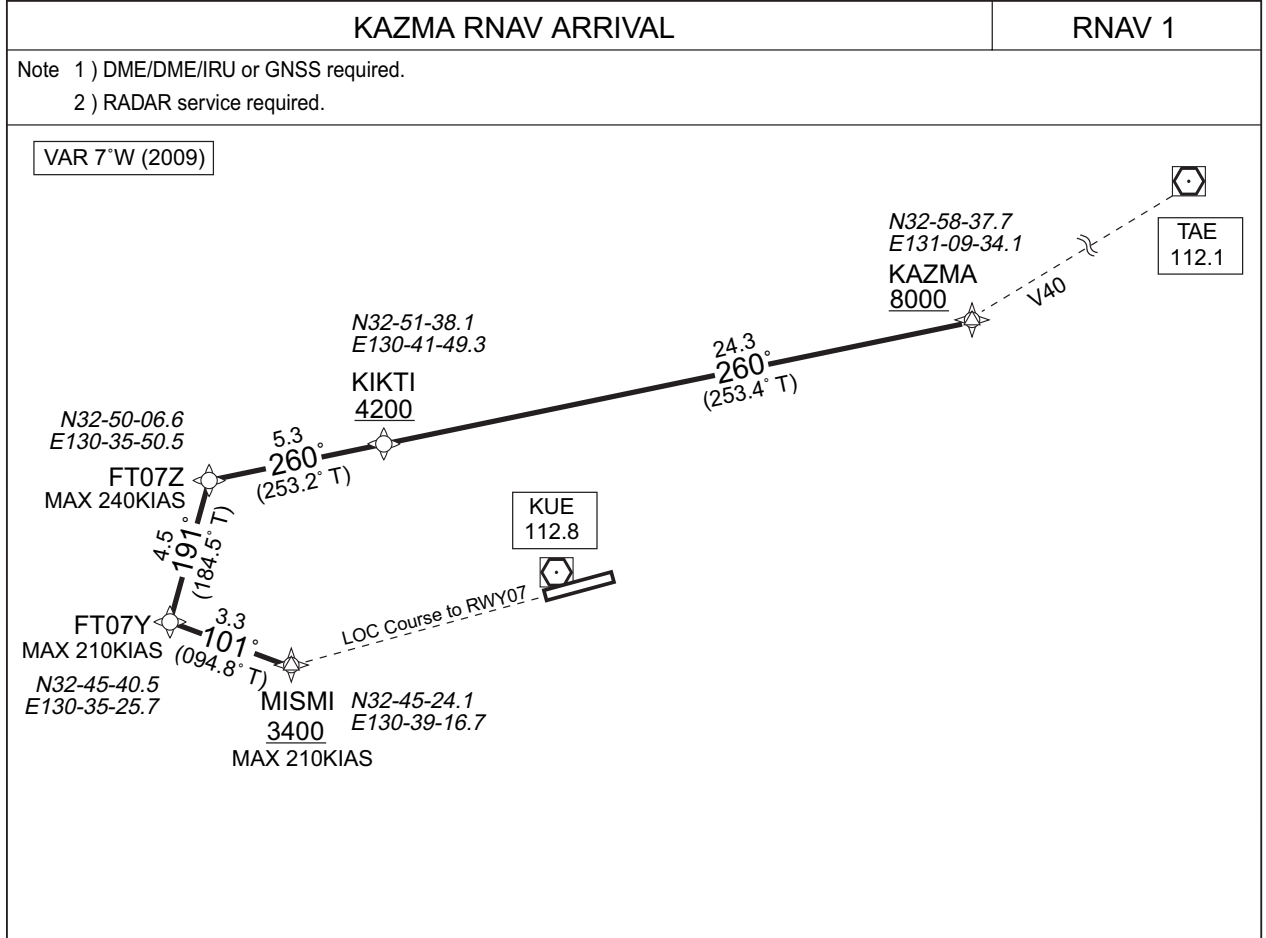 KAZMA RNAV ARRIVAL
RNAV 1
Note 1 ) DME/DME/IRU or GNSS required.
2 ) RADAR service required.
VAR 7˚W (2009)
TAE
112.1
V40
N32-58-37.7
E131-09-34.1
KAZMA
8000
24.3
260˚
(253.4˚ T)
N32-51-38.1
E130-41-49.3
KIKTI
4200
5.3
260˚
(253.2˚ T)
N32-50-06.6
E130-35-50.5
FT07Z
MAX 240KIAS
4.5
191˚
(184.5˚ T)
KUE
112.8
LOC Course to RWY07
FT07Y
MAX 210KIAS
N32-45-40.5
E130-35-25.7
3.3
101˚
(094.8˚ T)
MISMI
3400
MAX 210KIAS
N32-45-24.1
E130-39-16.7